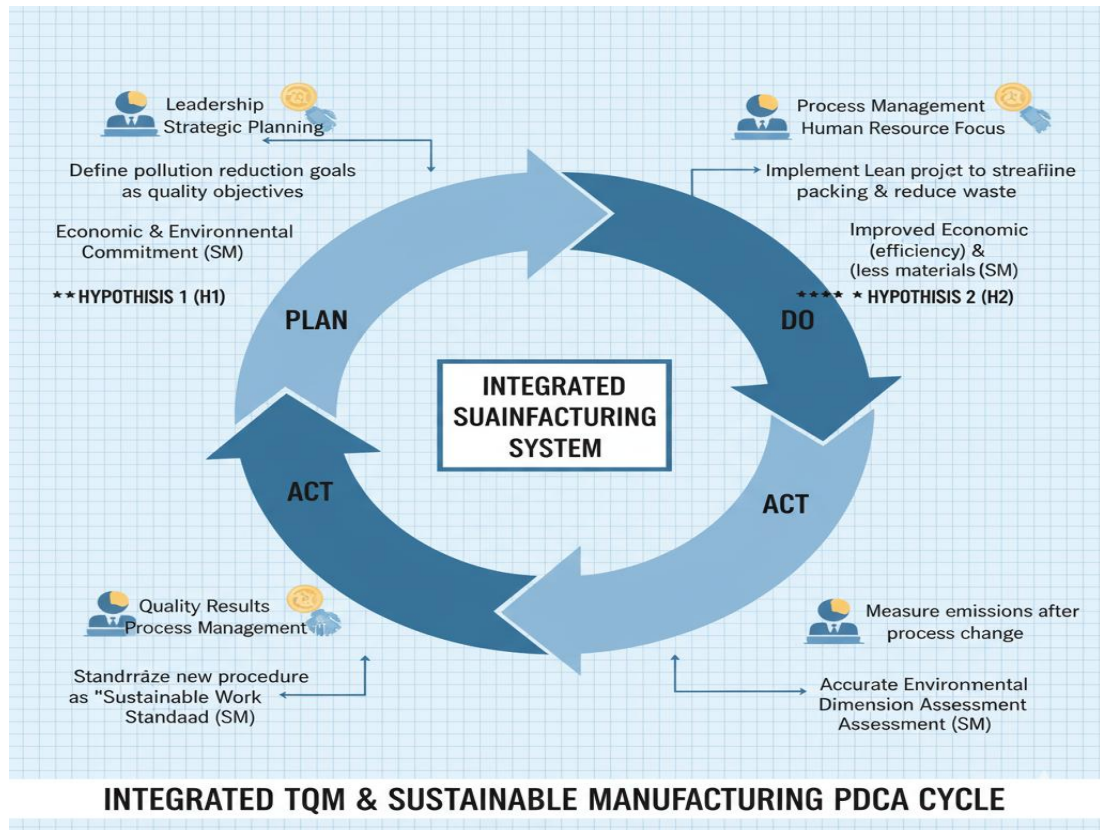 Leadership
Strategic Planning
Define pollution reduction goals
as quality objectives
Economic & Environmental
Commitment (SM)
★★HYPOTHISIS 1 (H1)
Process Management
Human Resource Focus
Implement Lean projɛt to streafline
packing & reduce waste
Improved Economic
(efficiency) &
(less materials (SM)
★★★★ ★ HYPOTHISIS 2 (H2)
PLAN
DO
INTEGRATED
SUAINFACTURING
SYSTEM
ACT
ACT
Quality Results
Process Management
Standrräze new procedure
as "Sustainable Work
Standaad (SM)
Measure emissions after
process change
Accurate Environmental
Dimension Assessment
Assessment (SM)
INTEGRATED TQM & SUSTAINABLE MANUFACTURING PDCA CYCLE